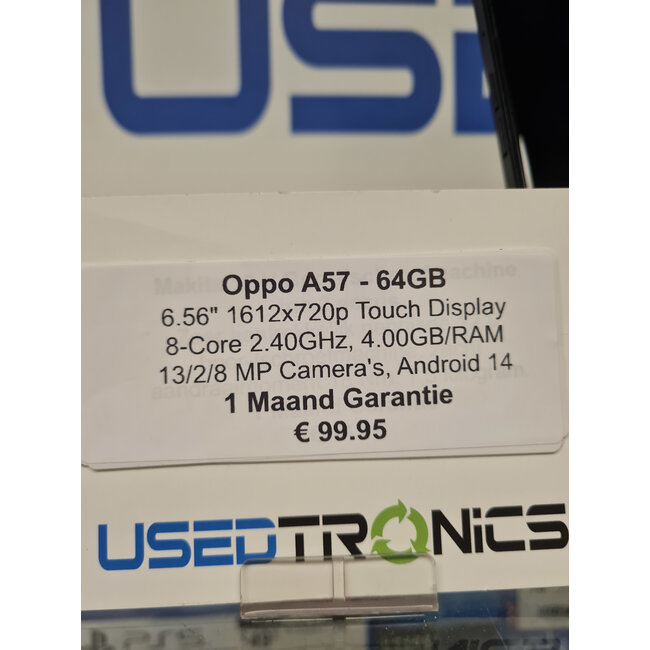 USE
Oppo A57 - 64GB
6.56" 1612x720p Touch Display
8-Core 2.40GHz, 4.00GB/RAM
13/2/8 MP Camera's, Android 14
1 Maand Garantie
€ 99.95
USEDTRONiCS